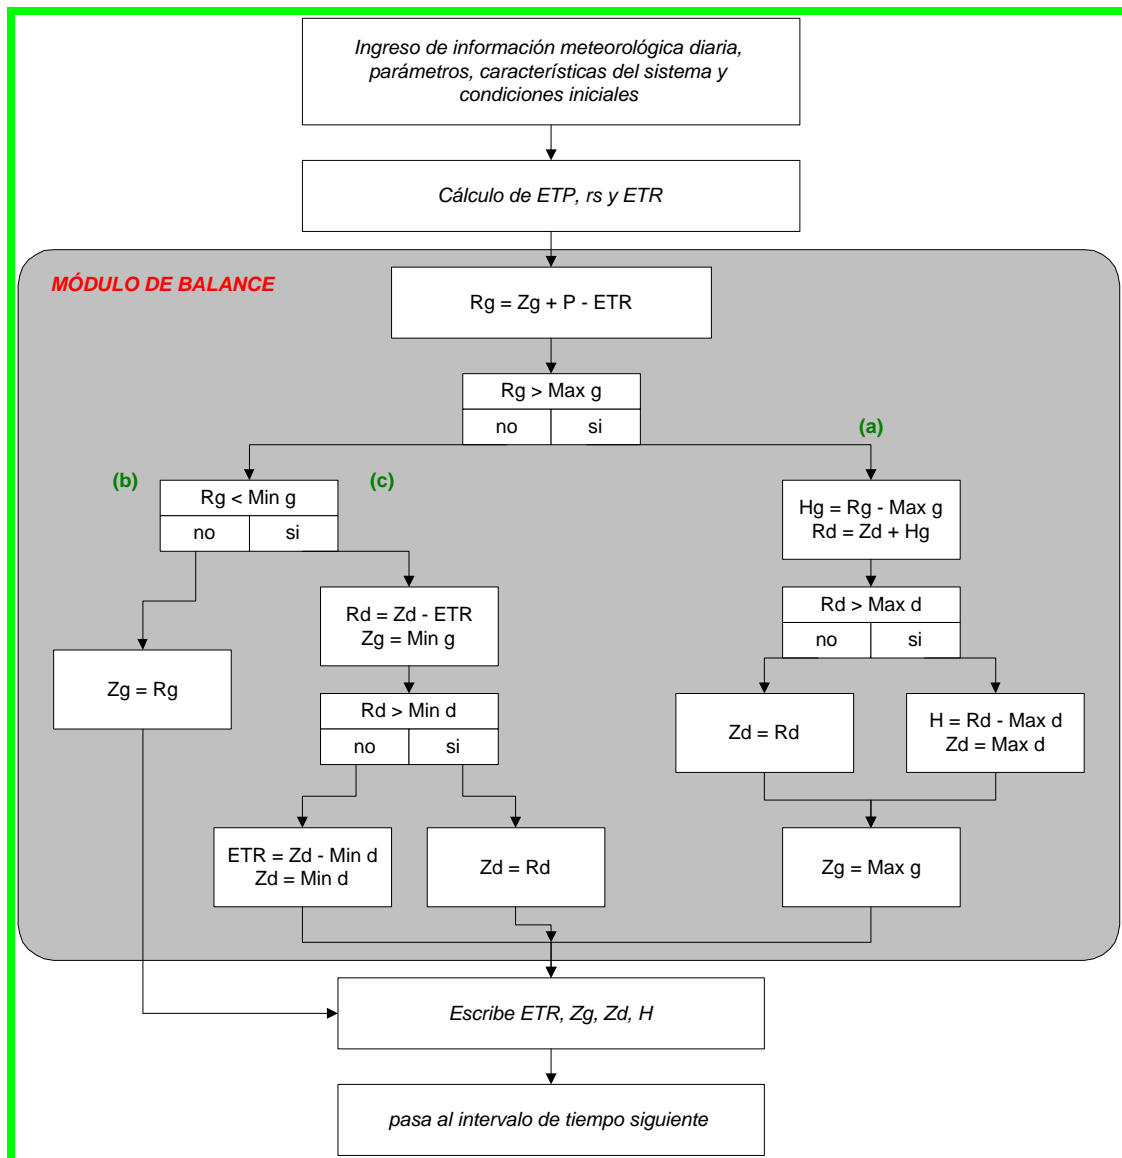 Ingreso de información meteorológica diaria,
parámetros, características del sistema y
condiciones iniciales
Cálculo de ETP, rs y ETR
MÓDULO DE BALANCE
Rg = Zg + P - ETR
Rg > Max g
no
si
(a)
(b)
(c)
Rg < Min g
no
si
Hg = Rg - Max g
Rd = Zd + Hg
Rd = Zd - ETR
Zg = Min g
Rd > Max d
no
si
Zg = Rg
Rd > Min d
no
si
Zd = Rd
H = Rd - Max d
Zd = Max d
ETR = Zd - Min d
Zd = Min d
Zd = Rd
Zg = Max g
Escribe ETR, Zg, Zd, H
pasa al intervalo de tiempo siguiente